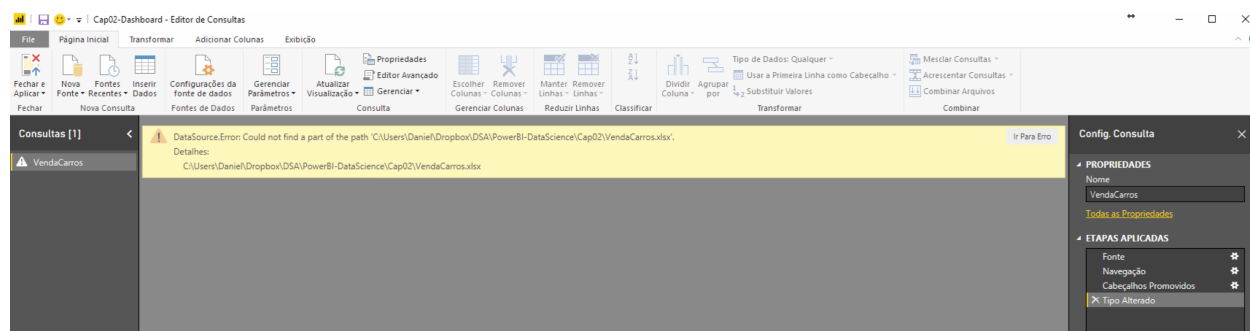 Cap02-Dashboard - Editor de Consultas
File Página Inicial Transformar Adicionar Colunas Exibição
Fechar e Aplicar
Nova Fonte
Fontes Recentes
Inserir Dados
Configurações da fonte de dados
Gerenciar Parâmetros
Atualizar Visualização
Propriedades
Editor Avançado
Gerenciar
Escolher Colunas
Remover Colunas
Manter Linhas
Remover Linhas
Dividir Coluna
Agrupar por
Tipo de Dados: Qualquer
Usar a Primeira Linha como Cabeçalho
Substituir Valores
Mesclar Consultas
Acrescentar Consultas
Combinar Arquivos
Fechar Nova Consulta Fontes de Dados Parâmetros Consulta Gerenciar Colunas Reduzir Linhas Classificar Transformar Combinar
Consultas [1]
VendaCarros
DataSource.Error: Could not find a part of the path 'C:\Users\Daniel\Dropbox\DSA\PowerBI-DataScience\Cap02\VendaCarros.xlsx'.
Detalhes:
C:\Users\Daniel\Dropbox\DSA\PowerBI-DataScience\Cap02\VendaCarros.xlsx
Ir Para Erro
Config. Consulta
PROPRIEDADES
Nome
VendaCarros
Todas as Propriedades
ETAPAS APLICADAS
Fonte
Navegação
Cabeçalhos Promovidos
Tipo Alterado